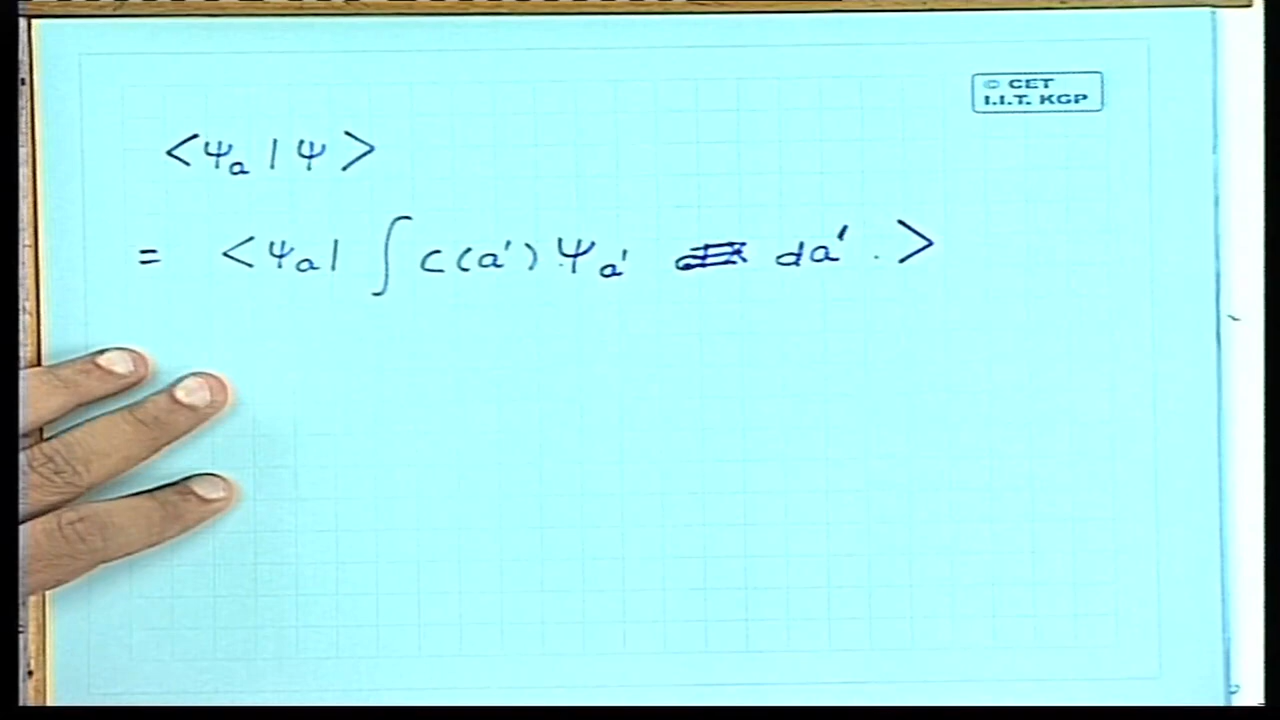 © CET
I.I.T. KGP
<ψₐ | ψ>
= <ψₐ | ∫ c(a') ψₐ' da' . >